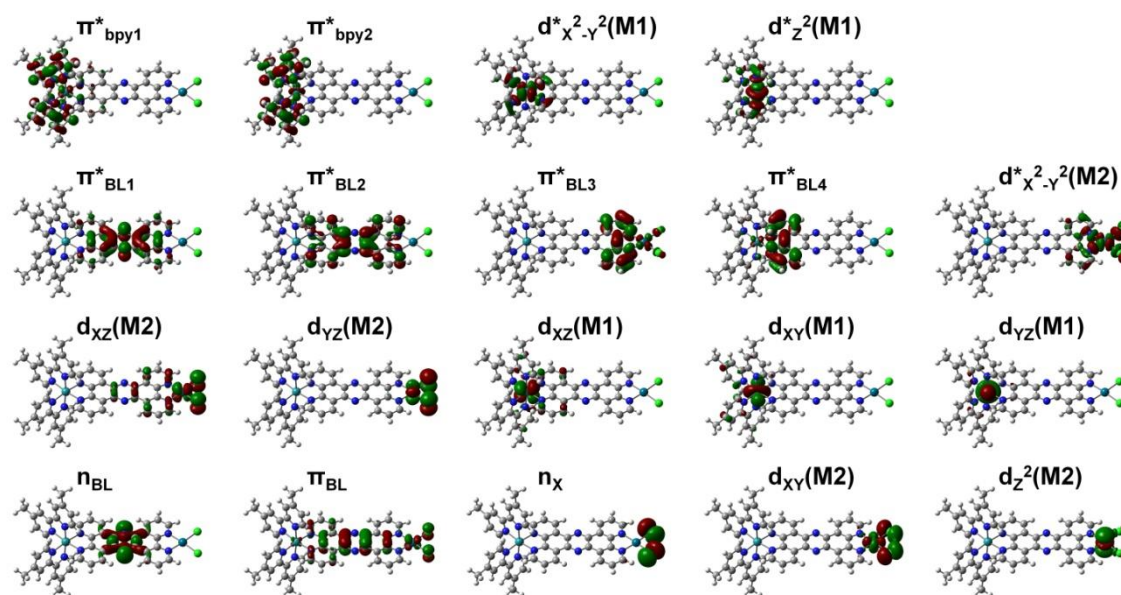 π*bpy1 π*bpy2 d*X²-Y²(M1) d*Z²(M1)
π*BL1 π*BL2 π*BL3 π*BL4 d*X²-Y²(M2)
dXZ(M2) dYZ(M2) dXZ(M1) dXY(M1) dYZ(M1)
nBL πBL nX dXY(M2) dZ²(M2)